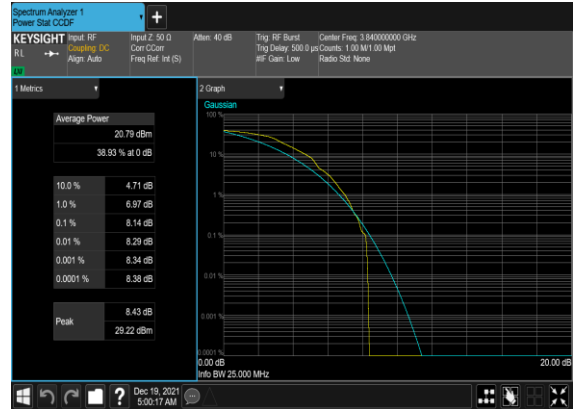 Spectrum Analyzer 1
Power Stat CCDF
KEYSIGHT
R L
LM
Input: RF
Coupling: DC
Align: Auto
Input Z: 50 Ω
Corr CCorr
Freq Ref: Int (S)
Atten: 40 dB
Trig: RF Burst
Trig Delay: 500.0 µs
#IF Gain: Low
Center Freq: 3.840000000 GHz
Counts: 1.00 M/1.00 Mpt
Radio Std: None
1 Metrics
Average Power
20.79 dBm
38.93 % at 0 dB
10.0 % 4.71 dB
1.0 % 6.97 dB
0.1 % 8.14 dB
0.01 % 8.29 dB
0.001 % 8.34 dB
0.0001 % 8.38 dB
Peak
8.43 dB
29.22 dBm
2 Graph
Gaussian
100 %
10 %
1 %
0.1 %
0.01 %
0.001 %
0.0001 %
0.00 dB 20.00 dB
Info BW 25.000 MHz
?
Dec 19, 2021
5:00:17 AM